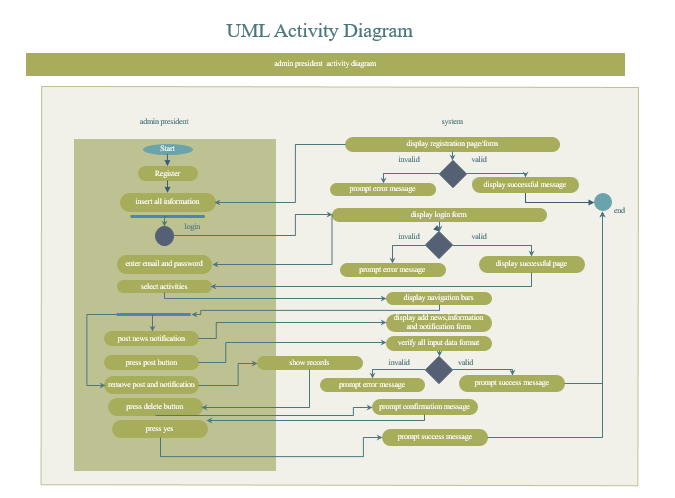 UML Activity Diagram
admin president activity diagram
admin president
system
Start
display registration page/form
invalid
valid
Register
prompt error message
display successful message
insert all information
end
display login form
login
invalid
valid
enter email and password
prompt error message
display successful page
select activities
display navigation bars
display add news,information
and notification form
post news notification
verify all input data format
press post button
show records
invalid
valid
remove post and notification
prompt error message
prompt success message
press delete button
prompt confirmation message
press yes
prompt success message